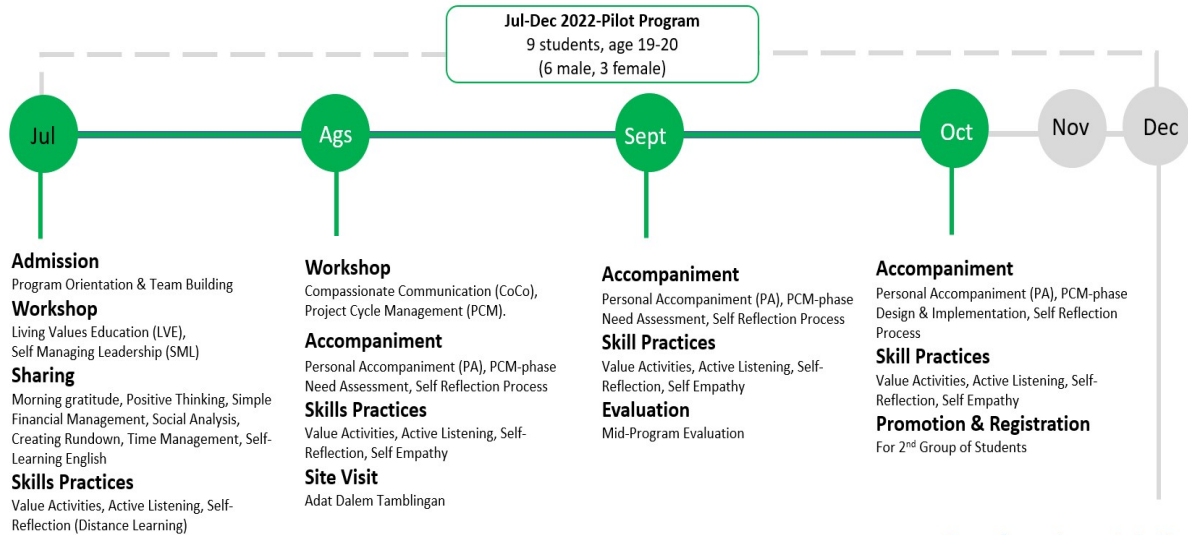 Jul-Dec 2022-Pilot Program
9 students, age 19-20
(6 male, 3 female)
Jul
Ags
Sept
Oct
Nov
Dec
Admission
Program Orientation & Team Building
Workshop
Living Values Education (LVE),
Self Managing Leadership (SML)
Sharing
Morning gratitude, Positive Thinking, Simple
Financial Management, Social Analysis,
Creating Rundown, Time Management, Self-
Learning English
Skills Practices
Value Activities, Active Listening, Self-
Reflection (Distance Learning)
Workshop
Compassionate Communication (CoCo),
Project Cycle Management (PCM).
Accompaniment
Personal Accompaniment (PA), PCM-phase
Need Assessment, Self Reflection Process
Skills Practices
Value Activities, Active Listening, Self-
Reflection, Self Empathy
Site Visit
Adat Dalem Tamblingan
Accompaniment
Personal Accompaniment (PA), PCM-phase
Need Assessment, Self Reflection Process
Skill Practices
Value Activities, Active Listening, Self-
Reflection, Self Empathy
Evaluation
Mid-Program Evaluation
Accompaniment
Personal Accompaniment (PA), PCM-phase
Design & Implementation, Self Reflection
Process
Skill Practices
Value Activities, Active Listening, Self-
Reflection, Self Empathy
Promotion & Registration
For 2nd Group of Students